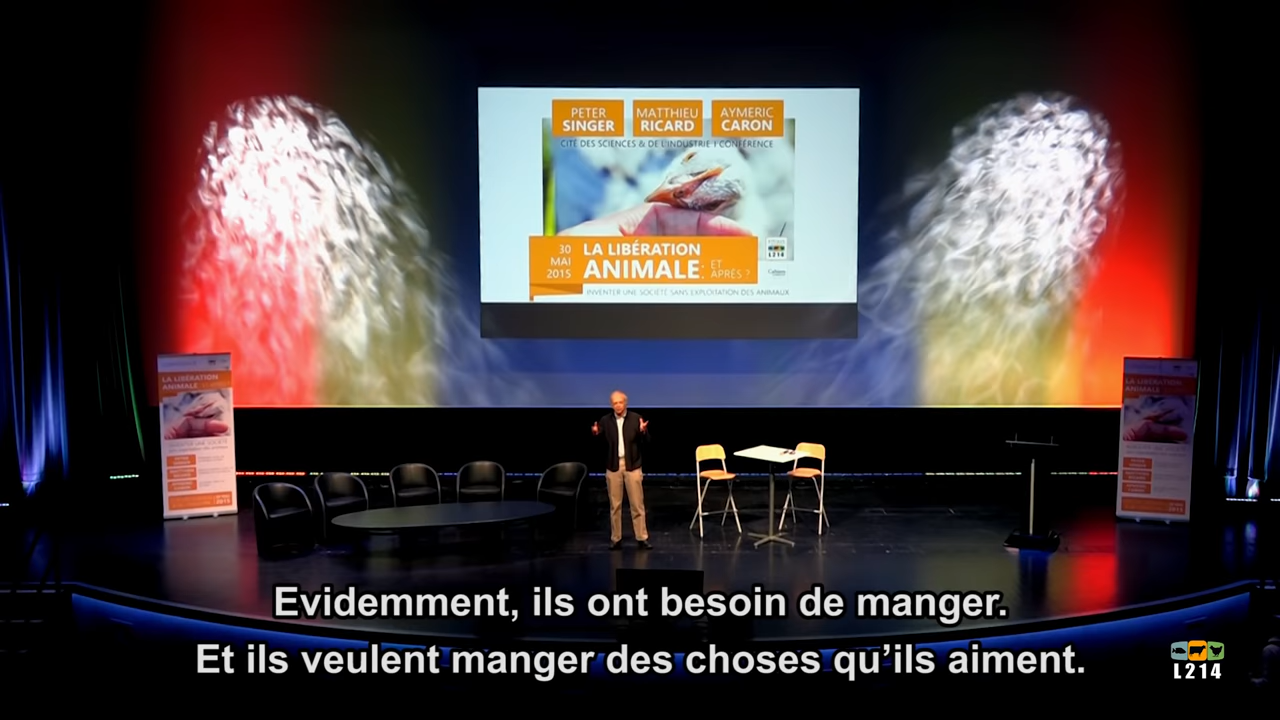 PETER
SINGER
MATTHIEU
RICARD
AYMERIC
CARON
CITÉ DES SCIENCES & DE L'INDUSTRIE I CONFÉRENCE
30
MAI
2015
LA LIBÉRATION
ANIMALE: ET
APRÈS ?
L214
INVENTER UNE SOCIÉTÉ SANS EXPLOITATION DES ANIMAUX
LA LIBÉRATION
ANIMALE
LA LIBÉRATION
ANIMALE
Evidemment, ils ont besoin de manger.
Et ils veulent manger des choses qu'ils aiment.
L214